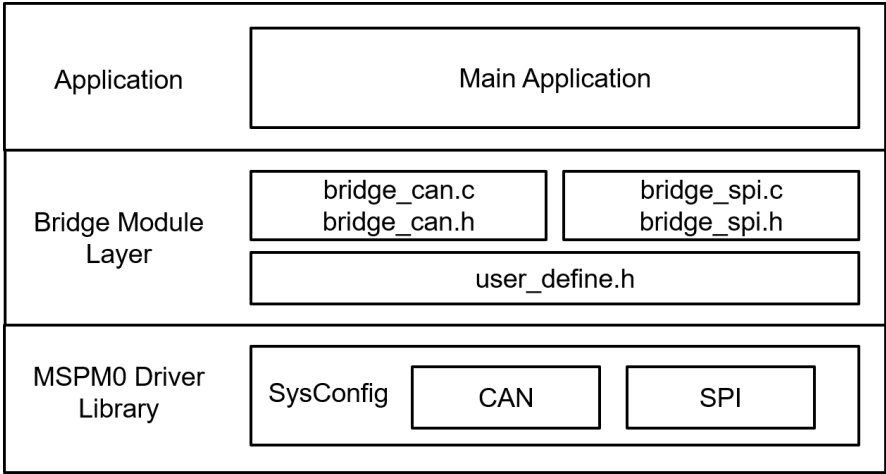 Application
Main Application
Bridge Module
Layer
bridge_can.c
bridge_can.h
bridge_spi.c
bridge_spi.h
user_define.h
MSPM0 Driver
Library
SysConfig
CAN
SPI